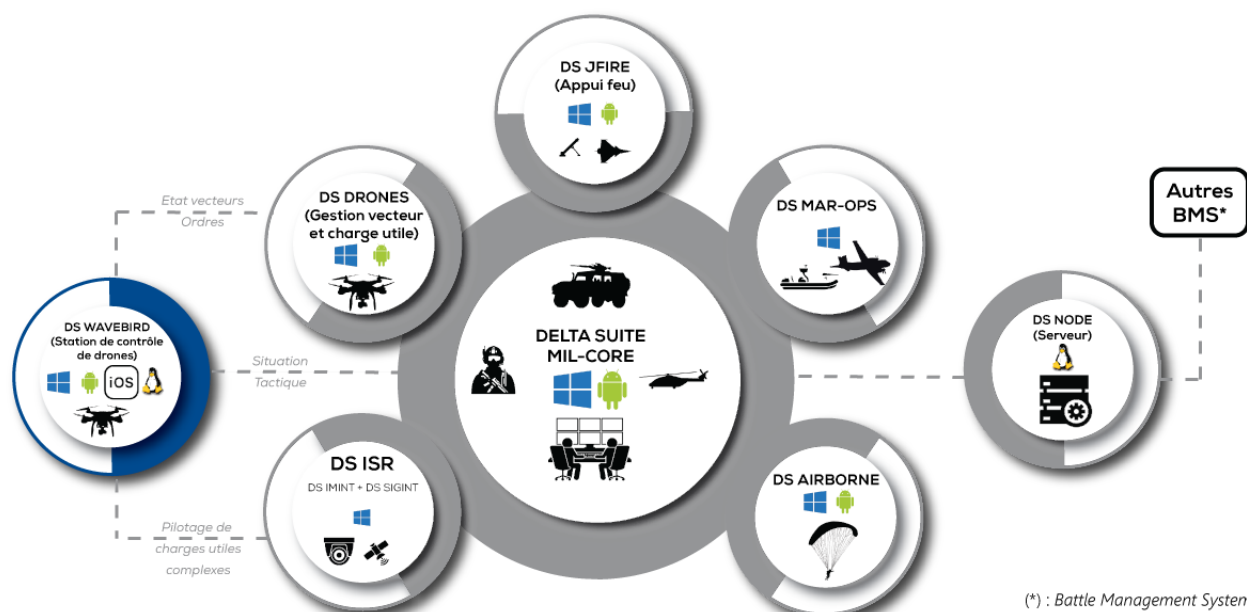 DS JFIRE
(Appui feu)
DS DRONES
(Gestion vecteur
et charge utile)
DS MAR-OPS
Autres
BMS*
Etat vecteurs
Ordres
DS WAVEBIRD
(Station de contrôle
de drones)
iOS
Situation
Tactique
DELTA SUITE
MIL-CORE
DS NODE
(Serveur)
DS ISR
DS IMINT + DS SIGINT
DS AIRBORNE
Pilotage de
charges utiles
complexes
(*) : Battle Management System